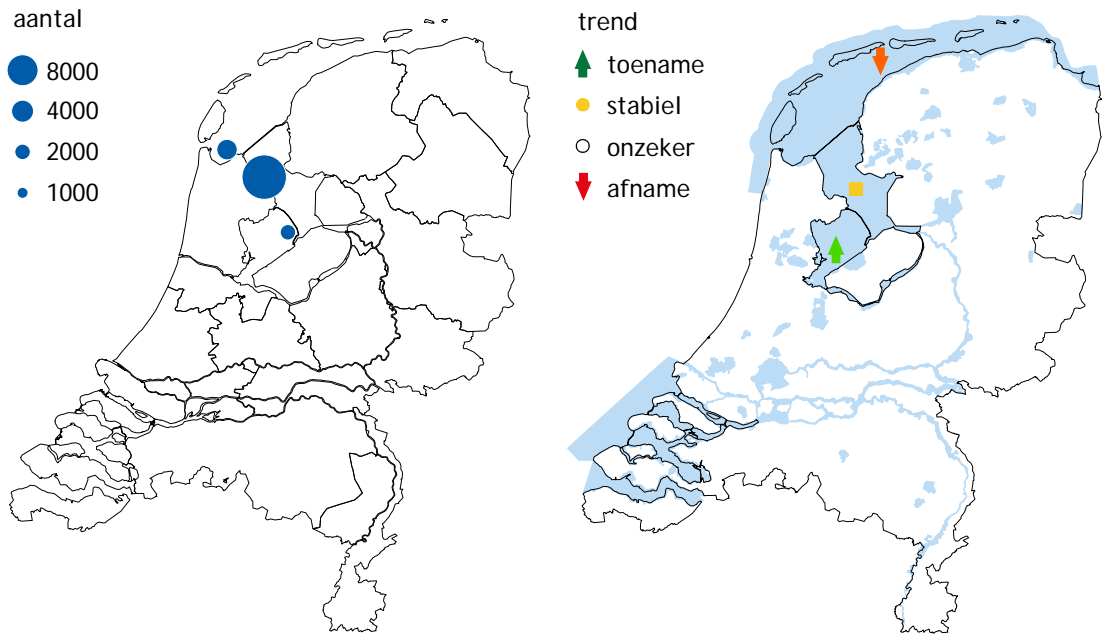 aantal
8000
4000
2000
1000
trend
toename
stabiel
onzeker
afname